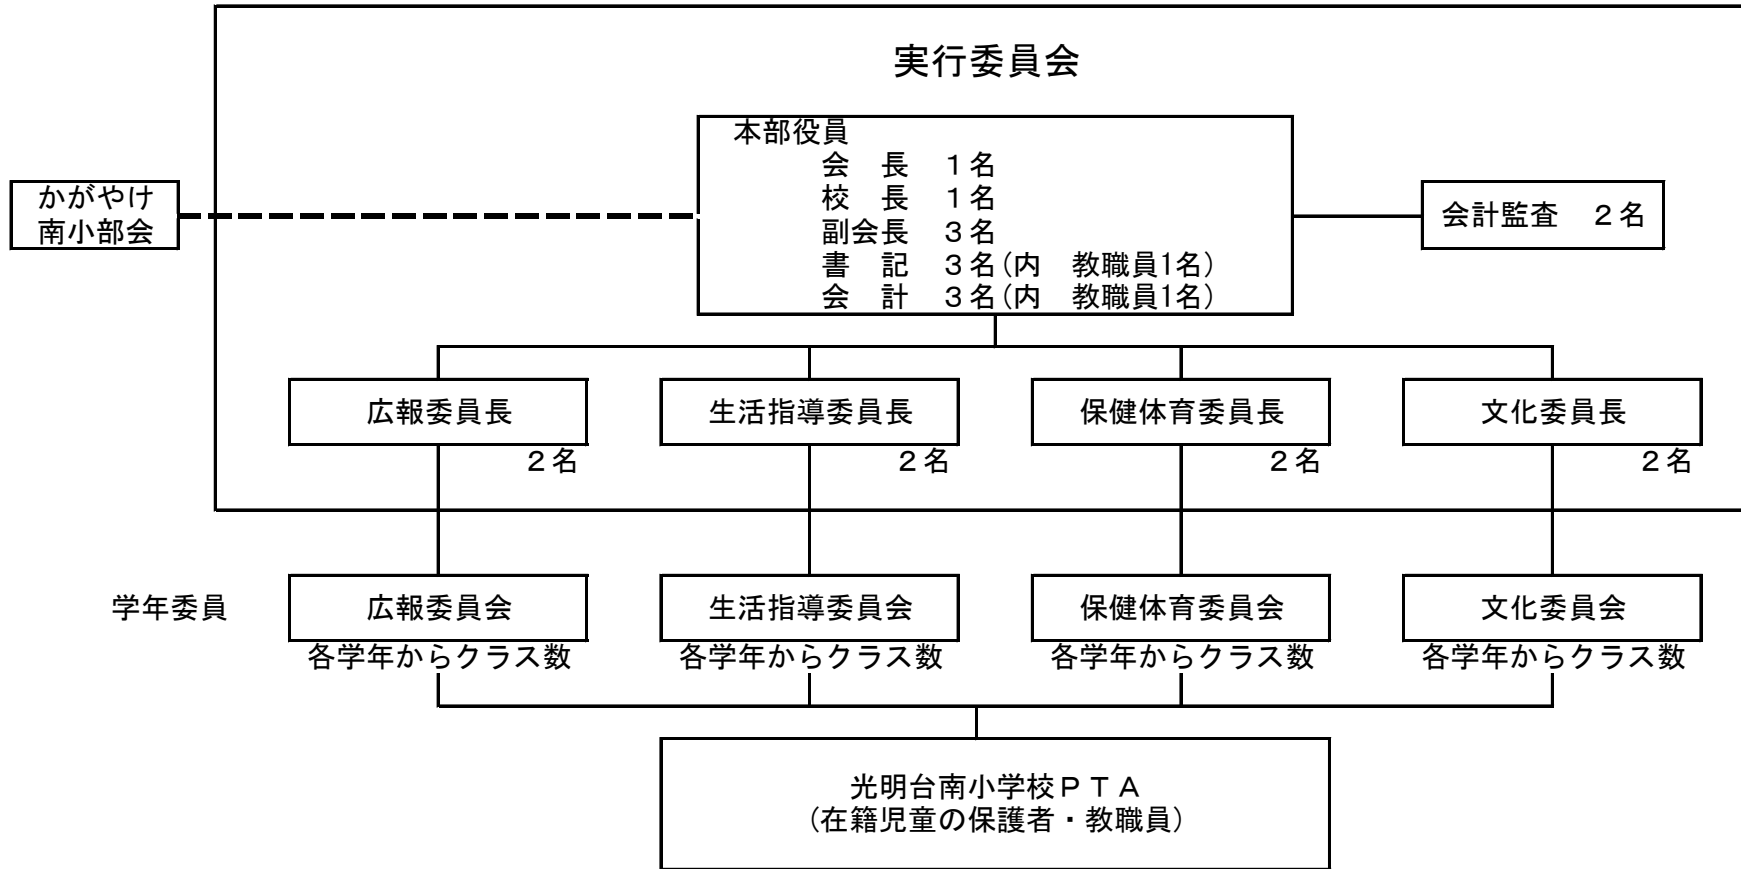 実行委員会
本部役員
会　長　１名
校　長　１名
副会長　３名
書　記　３名(内　教職員1名)
会　計　３名(内　教職員1名)
かがやけ
南小部会
会計監査　２名
広報委員長
２名
生活指導委員長
２名
保健体育委員長
２名
文化委員長
２名
学年委員
広報委員会
各学年からクラス数
生活指導委員会
各学年からクラス数
保健体育委員会
各学年からクラス数
文化委員会
各学年からクラス数
光明台南小学校ＰＴＡ
(在籍児童の保護者・教職員)